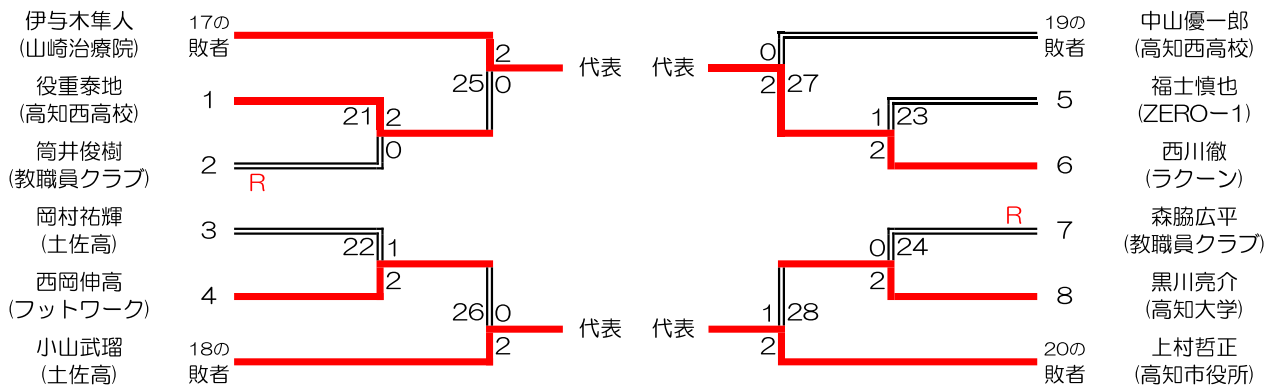 伊与木隼人
(山崎治療院)
17の
敗者
役重泰地
(高知西高校)
1
筒井俊樹
(教職員クラブ)
2
R
岡村祐輝
(土佐高)
3
西岡伸高
(フットワーク)
4
小山武瑠
(土佐高)
18の
敗者
21
2
0
25
2
0
代表
22
1
2
26
0
2
代表
代表
0
2
27
1
2
23
代表
1
2
28
0
2
24
19の
敗者
中山優一郎
(高知西高校)
5
福士慎也
(ZERO-1)
6
西川徹
(ラクーン)
R
7
森脇広平
(教職員クラブ)
8
黒川亮介
(高知大学)
20の
敗者
上村哲正
(高知市役所)